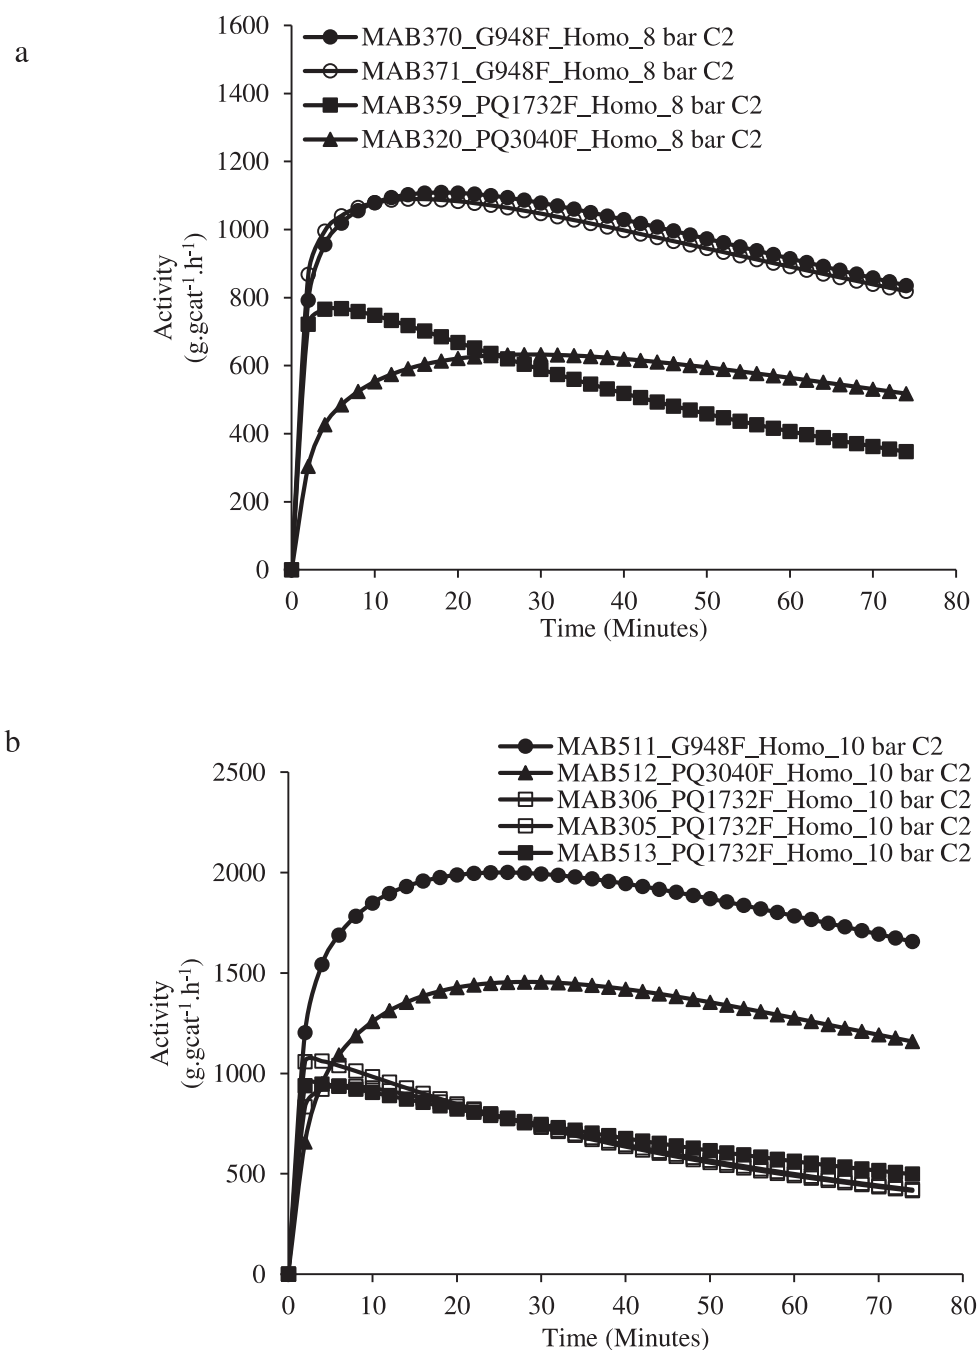 a
1600
1400
1200
1000
800
600
400
200
0
Activity
(g.gcat⁻¹.h⁻¹)
MAB370_G948F_Homo_8 bar C2
MAB371_G948F_Homo_8 bar C2
MAB359_PQ1732F_Homo_8 bar C2
MAB320_PQ3040F_Homo_8 bar C2
0 10 20 30 40 50 60 70 80
Time (Minutes)
b
MAB511_G948F_Homo_10 bar C2
MAB512_PQ3040F_Homo_10 bar C2
MAB306_PQ1732F_Homo_10 bar C2
MAB305_PQ1732F_Homo_10 bar C2
MAB513_PQ1732F_Homo_10 bar C2
2500
2000
1500
1000
500
0
Activity
(g.gcat⁻¹.h⁻¹)
0 10 20 30 40 50 60 70 80
Time (Minutes)